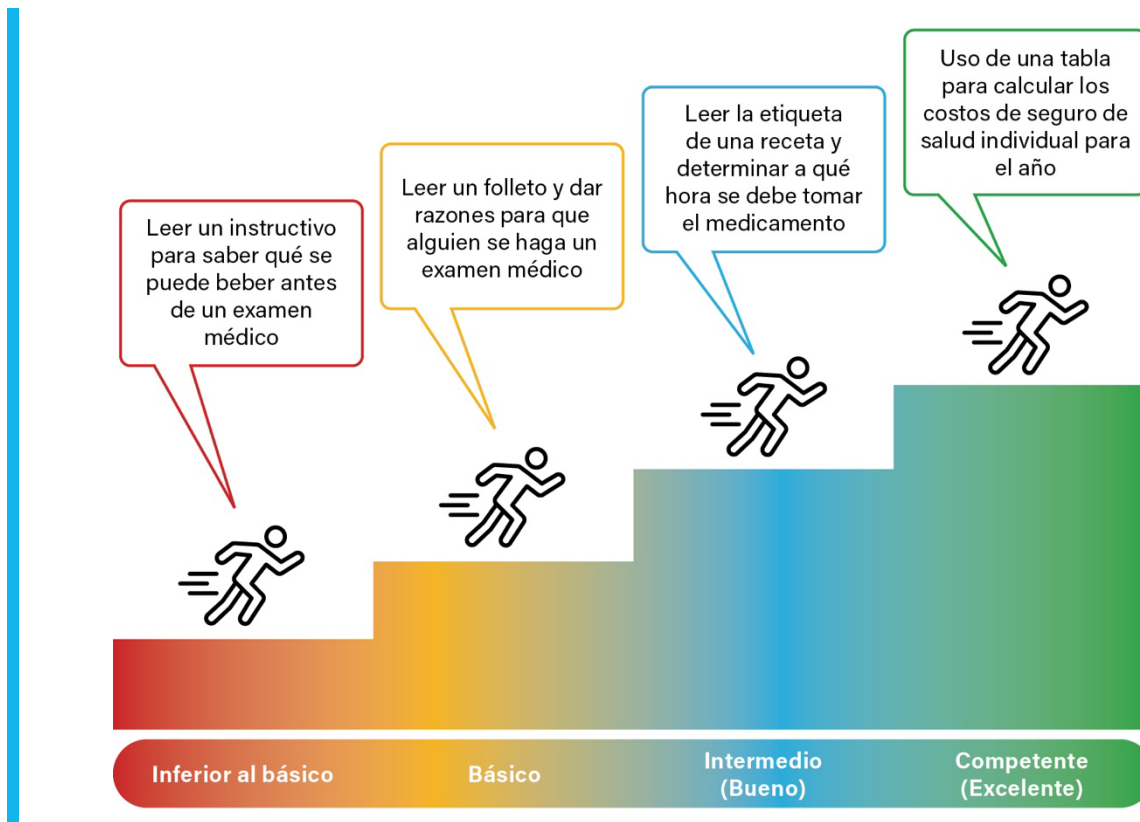 Leer un instructivo
para saber qué se
puede beber antes
de un examen
médico
Leer un folleto y dar
razones para que
alguien se haga un
examen médico
Leer la etiqueta
de una receta y
determinar a qué
hora se debe tomar
el medicamento
Uso de una tabla
para calcular los
costos de seguro de
salud individual para
el año
Inferior al básico
Básico
Intermedio
(Bueno)
Competente
(Excelente)